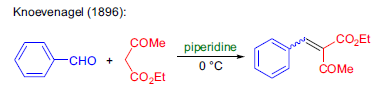 Knoevenagel (1896):
CHO + COMe
CO₂Et
piperidine
0 °C
CO₂Et
COMe